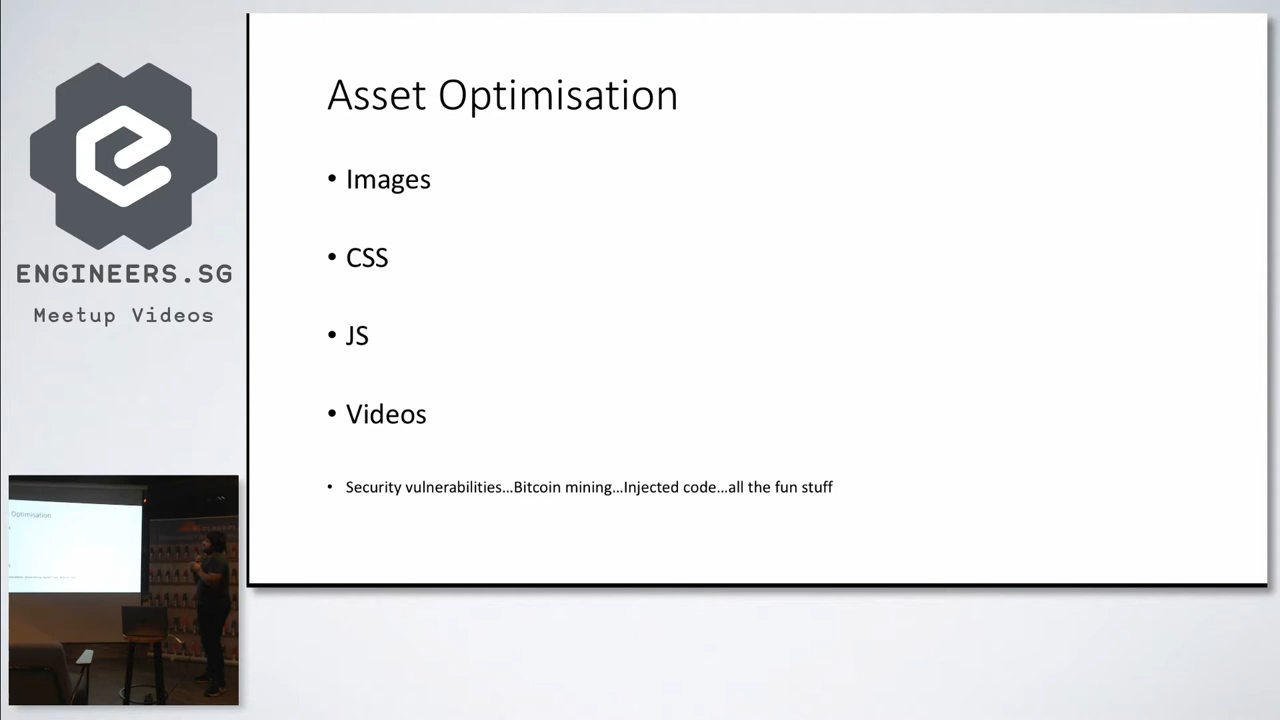 ENGINEERS.SG
Meetup Videos
Asset Optimisation
• Images
• CSS
• JS
• Videos
• Security vulnerabilities...Bitcoin mining...Injected code...all the fun stuff
Optimisation